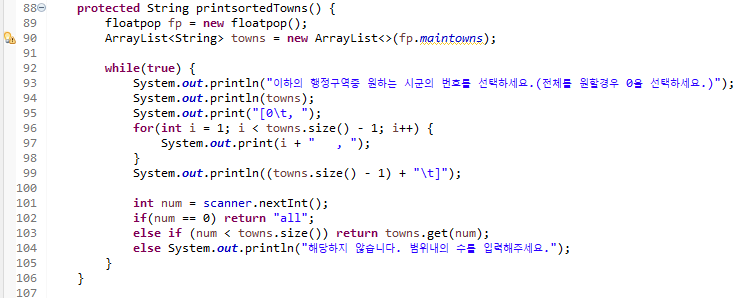 88 protected String printsortedTowns() {
89 floatpop fp = new floatpop();
90 ArrayList<String> towns = new ArrayList<>(fp.maintowns);
91
92 while(true) {
93 System.out.println("이하의 행정구역중 원하는 시군의 번호를 선택하세요.(전체를 원할경우 0을 선택하세요.)");
94 System.out.println(towns);
95 System.out.print("[0\t, ");
96 for(int i = 1; i < towns.size() - 1; i++) {
97 System.out.print(i + "   , ");
98 }
99 System.out.println((towns.size() - 1) + "\t]");
100
101 int num = scanner.nextInt();
102 if(num == 0) return "all";
103 else if (num < towns.size()) return towns.get(num);
104 else System.out.println("해당하지 않습니다. 범위내의 수를 입력해주세요.");
105 }
106 }
107